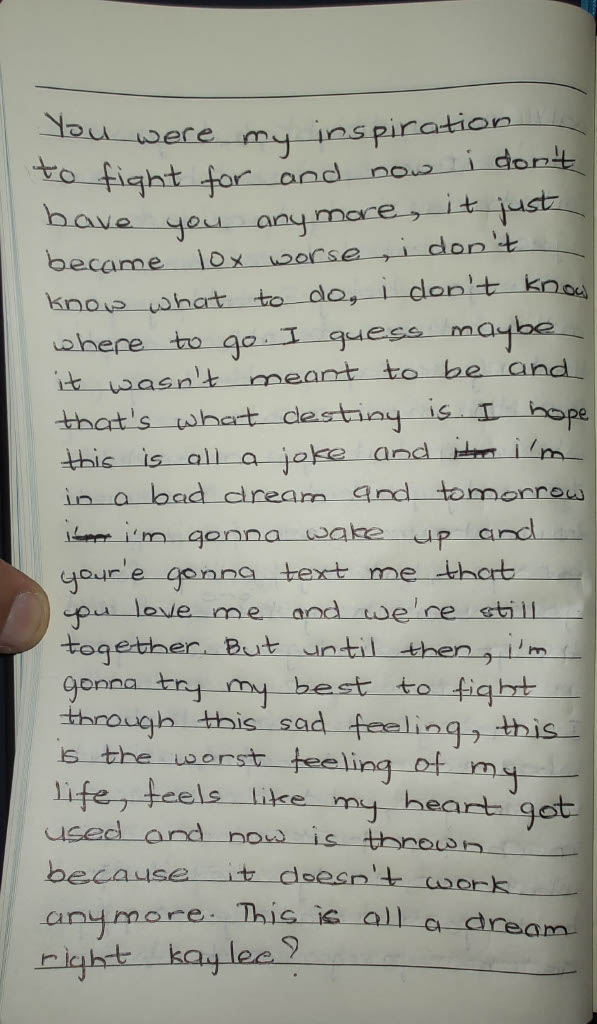 You were my inspiration
to fight for and now i don't
have you anymore, it just
became 10x worse, i don't
know what to do, i don't know
where to go. I guess maybe
it wasn't meant to be and
that's what destiny is. I hope
this is all a joke and i'm
in a bad dream and tomorrow
i'm gonna wake up and
your'e gonna text me that
you love me and we're still
together. But until then, i'm
gonna try my best to fight
through this sad feeling, this
is the worst feeling of my
life, feels like my heart got
used and now is thrown
because it doesn't work
anymore. This is all a dream
right kaylee?